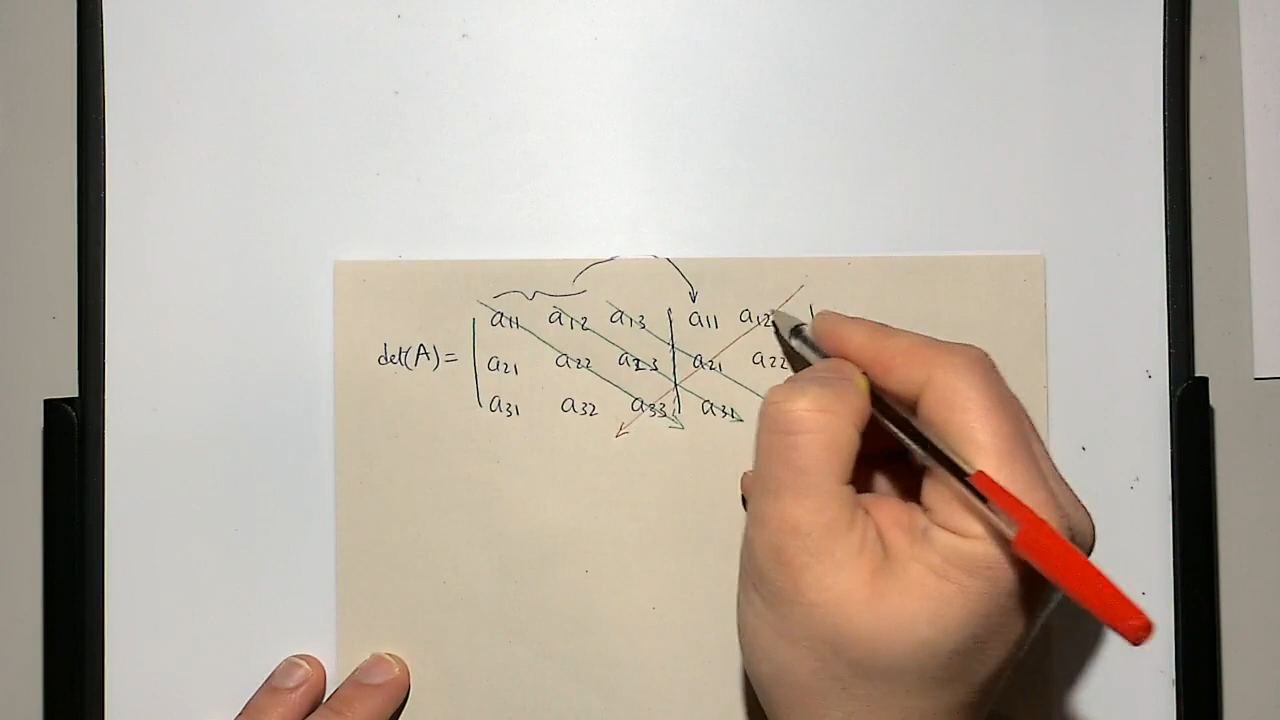 a11 a12 a13 | a11 a12 |
det(A) = | a21 a22 a23 | a21 a22
a31 a32 a33 | a31